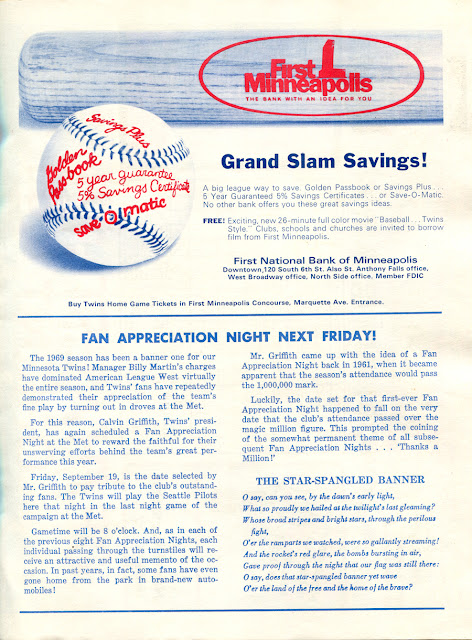 First
Minneapolis
THE BANK WITH AN IDEA FOR YOU
Savings Plus
Golden
Passbook
5 year guarantee
5% Savings Certificate
save·O·matic
Grand Slam Savings!
A big league way to save. Golden Passbook or Savings Plus . . .
5 Year Guaranteed 5% Savings Certificates . . . or Save-O-Matic.
No other bank offers you these great savings ideas.
FREE! Exciting, new 26-minute full color movie "Baseball . . . Twins
Style." Clubs, schools and churches are invited to borrow
film from First Minneapolis.
First National Bank of Minneapolis
Downtown,120 South 6th St. Also St. Anthony Falls office,
West Broadway office, North Side office. Member FDIC
Buy Twins Home Game Tickets in First Minneapolis Concourse, Marquette Ave. Entrance.
FAN APPRECIATION NIGHT NEXT FRIDAY!
The 1969 season has been a banner one for our
Minnesota Twins! Manager Billy Martin's charges
have dominated American League West virtually
the entire season, and Twins' fans have repeatedly
demonstrated their appreciation of the team's
fine play by turning out in droves at the Met.
For this reason, Calvin Griffith, Twins' presi-
dent, has again scheduled a Fan Appreciation
Night at the Met to reward the faithful for their
unswerving efforts behind the team's great per-
formance this year.
Friday, September 19, is the date selected by
Mr. Griffith to pay tribute to the club's outstand-
ing fans. The Twins will play the Seattle Pilots
here that night in the last night game of the
campaign at the Met.
Gametime will be 8 o'clock. And, as in each of
the previous eight Fan Appreciation Nights, each
individual passing through the turnstiles will re-
ceive an attractive and useful memento of the oc-
casion. In past years, in fact, some fans have even
gone home from the park in brand-new auto-
mobiles!
Mr. Griffith came up with the idea of a Fan
Appreciation Night back in 1961, when it became
apparent that the season's attendance would pass
the 1,000,000 mark.
Luckily, the date set for that first-ever Fan
Appreciation Night happened to fall on the very
date that the club's attendance passed over the
magic million figure. This prompted the coining
of the somewhat permanent theme of all subse-
quent Fan Appreciation Nights . . . 'Thanks a
Million!'
THE STAR-SPANGLED BANNER
O say, can you see, by the dawn's early light,
What so proudly we hailed as the twilight's last gleaming?
Whose broad stripes and bright stars, through the perilous
fight,
O'er the ramparts we watched, were so gallantly streaming!
And the rocket's red glare, the bombs bursting in air,
Gave proof through the night that our flag was still there:
O say, does that star-spangled banner yet wave
O'er the land of the free and the home of the brave?